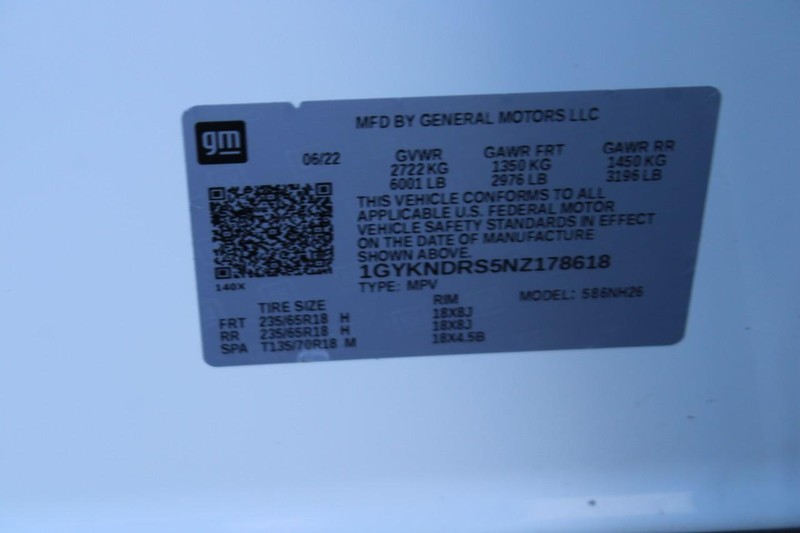 gm
MFD BY GENERAL MOTORS LLC
06/22 GVWR GAWR FRT GAWR RR
2722 KG 1350 KG 1450 KG
6001 LB 2976 LB 3196 LB
THIS VEHICLE CONFORMS TO ALL
APPLICABLE U.S. FEDERAL MOTOR
VEHICLE SAFETY STANDARDS IN EFFECT
ON THE DATE OF MANUFACTURE
SHOWN ABOVE.
1GYKNDRS5NZ178618
140X
TYPE: MPV MODEL: 586NH26
TIRE SIZE RIM
FRT 235/65R18 H 18X8J
RR 235/65R18 H 18X8J
SPA T135/70R18 M 18X4.5B